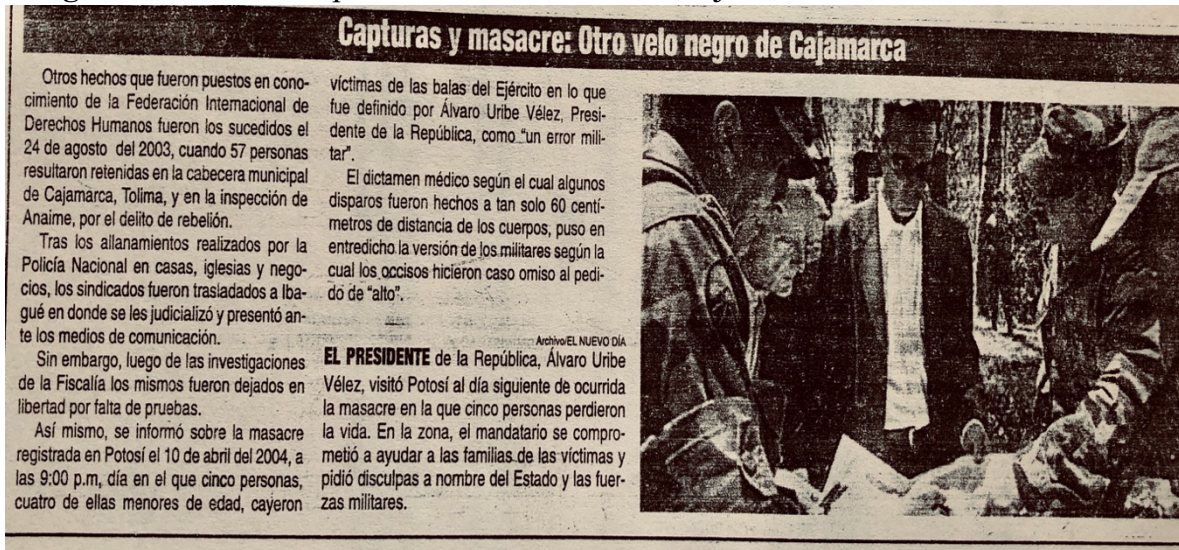 Capturas y masacre: Otro velo negro de Cajamarca
Otros hechos que fueron puestos en cono-
cimiento de la Federación Internacional de
Derechos Humanos fueron los sucedidos el
24 de agosto del 2003, cuando 57 personas
resultaron retenidas en la cabecera municipal
de Cajamarca, Tolima, y en la inspección de
Anaime, por el delito de rebelión.
Tras los allanamientos realizados por la
Policía Nacional en casas, iglesias y nego-
cios, los sindicados fueron trasladados a Iba-
gué en donde se les judicializó y presentó an-
te los medios de comunicación.
Sin embargo, luego de las investigaciones
de la Fiscalía los mismos fueron dejados en
libertad por falta de pruebas.
Así mismo, se informó sobre la masacre
registrada en Potosí el 10 de abril del 2004, a
las 9:00 p.m, día en el que cinco personas,
cuatro de ellas menores de edad, cayeron
víctimas de las balas del Ejército en lo que
fue definido por Álvaro Uribe Vélez, Presi-
dente de la República, como "un error mili-
tar".
El dictamen médico según el cual algunos
disparos fueron hechos a tan solo 60 centí-
metros de distancia de los cuerpos, puso en
entredicho la versión de los militares según la
cual los occisos hicieron caso omiso al pedi-
do de "alto".
Archivo/EL NUEVO DÍA
EL PRESIDENTE de la República, Álvaro Uribe
Vélez, visitó Potosí al día siguiente de ocurrida
la masacre en la que cinco personas perdieron
la vida. En la zona, el mandatario se compro-
metió a ayudar a las familias de las víctimas y
pidió disculpas a nombre del Estado y las fuer-
zas militares.